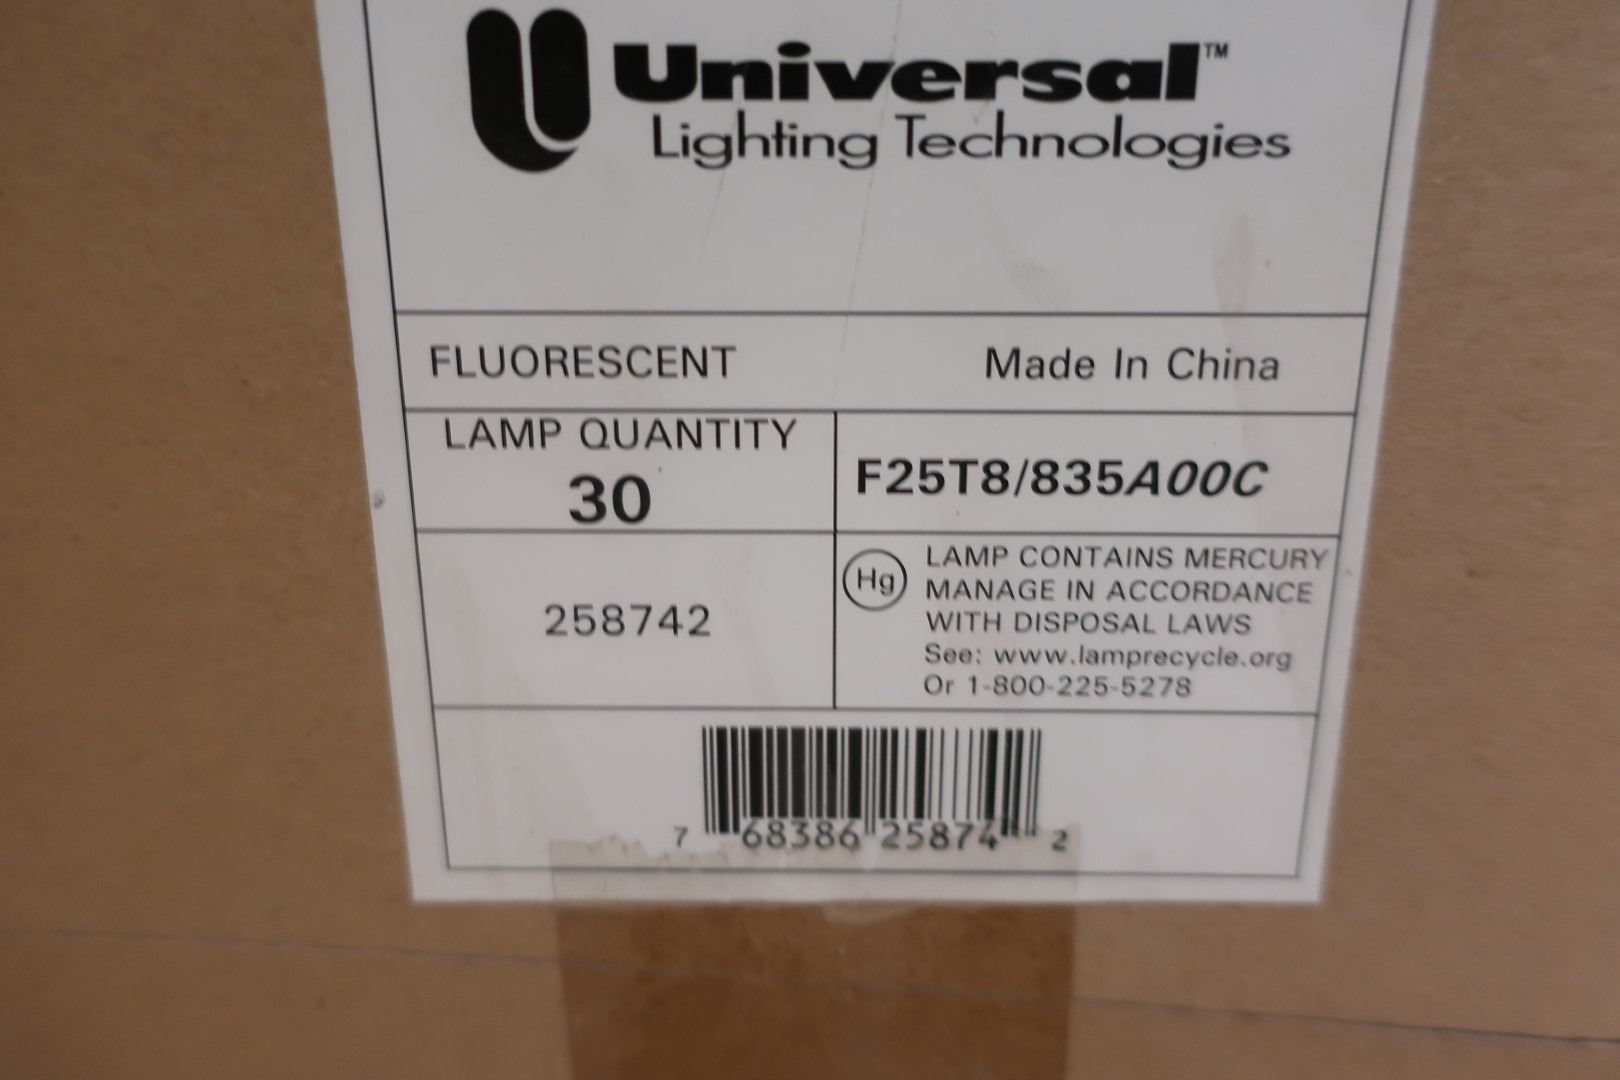 Universal™
Lighting Technologies
FLUORESCENT
Made In China
LAMP QUANTITY
30
F25T8/835A00C
258742
Hg
LAMP CONTAINS MERCURY
MANAGE IN ACCORDANCE
WITH DISPOSAL LAWS
See: www.lamprecycle.org
Or 1-800-225-5278
7 68386 25874 2